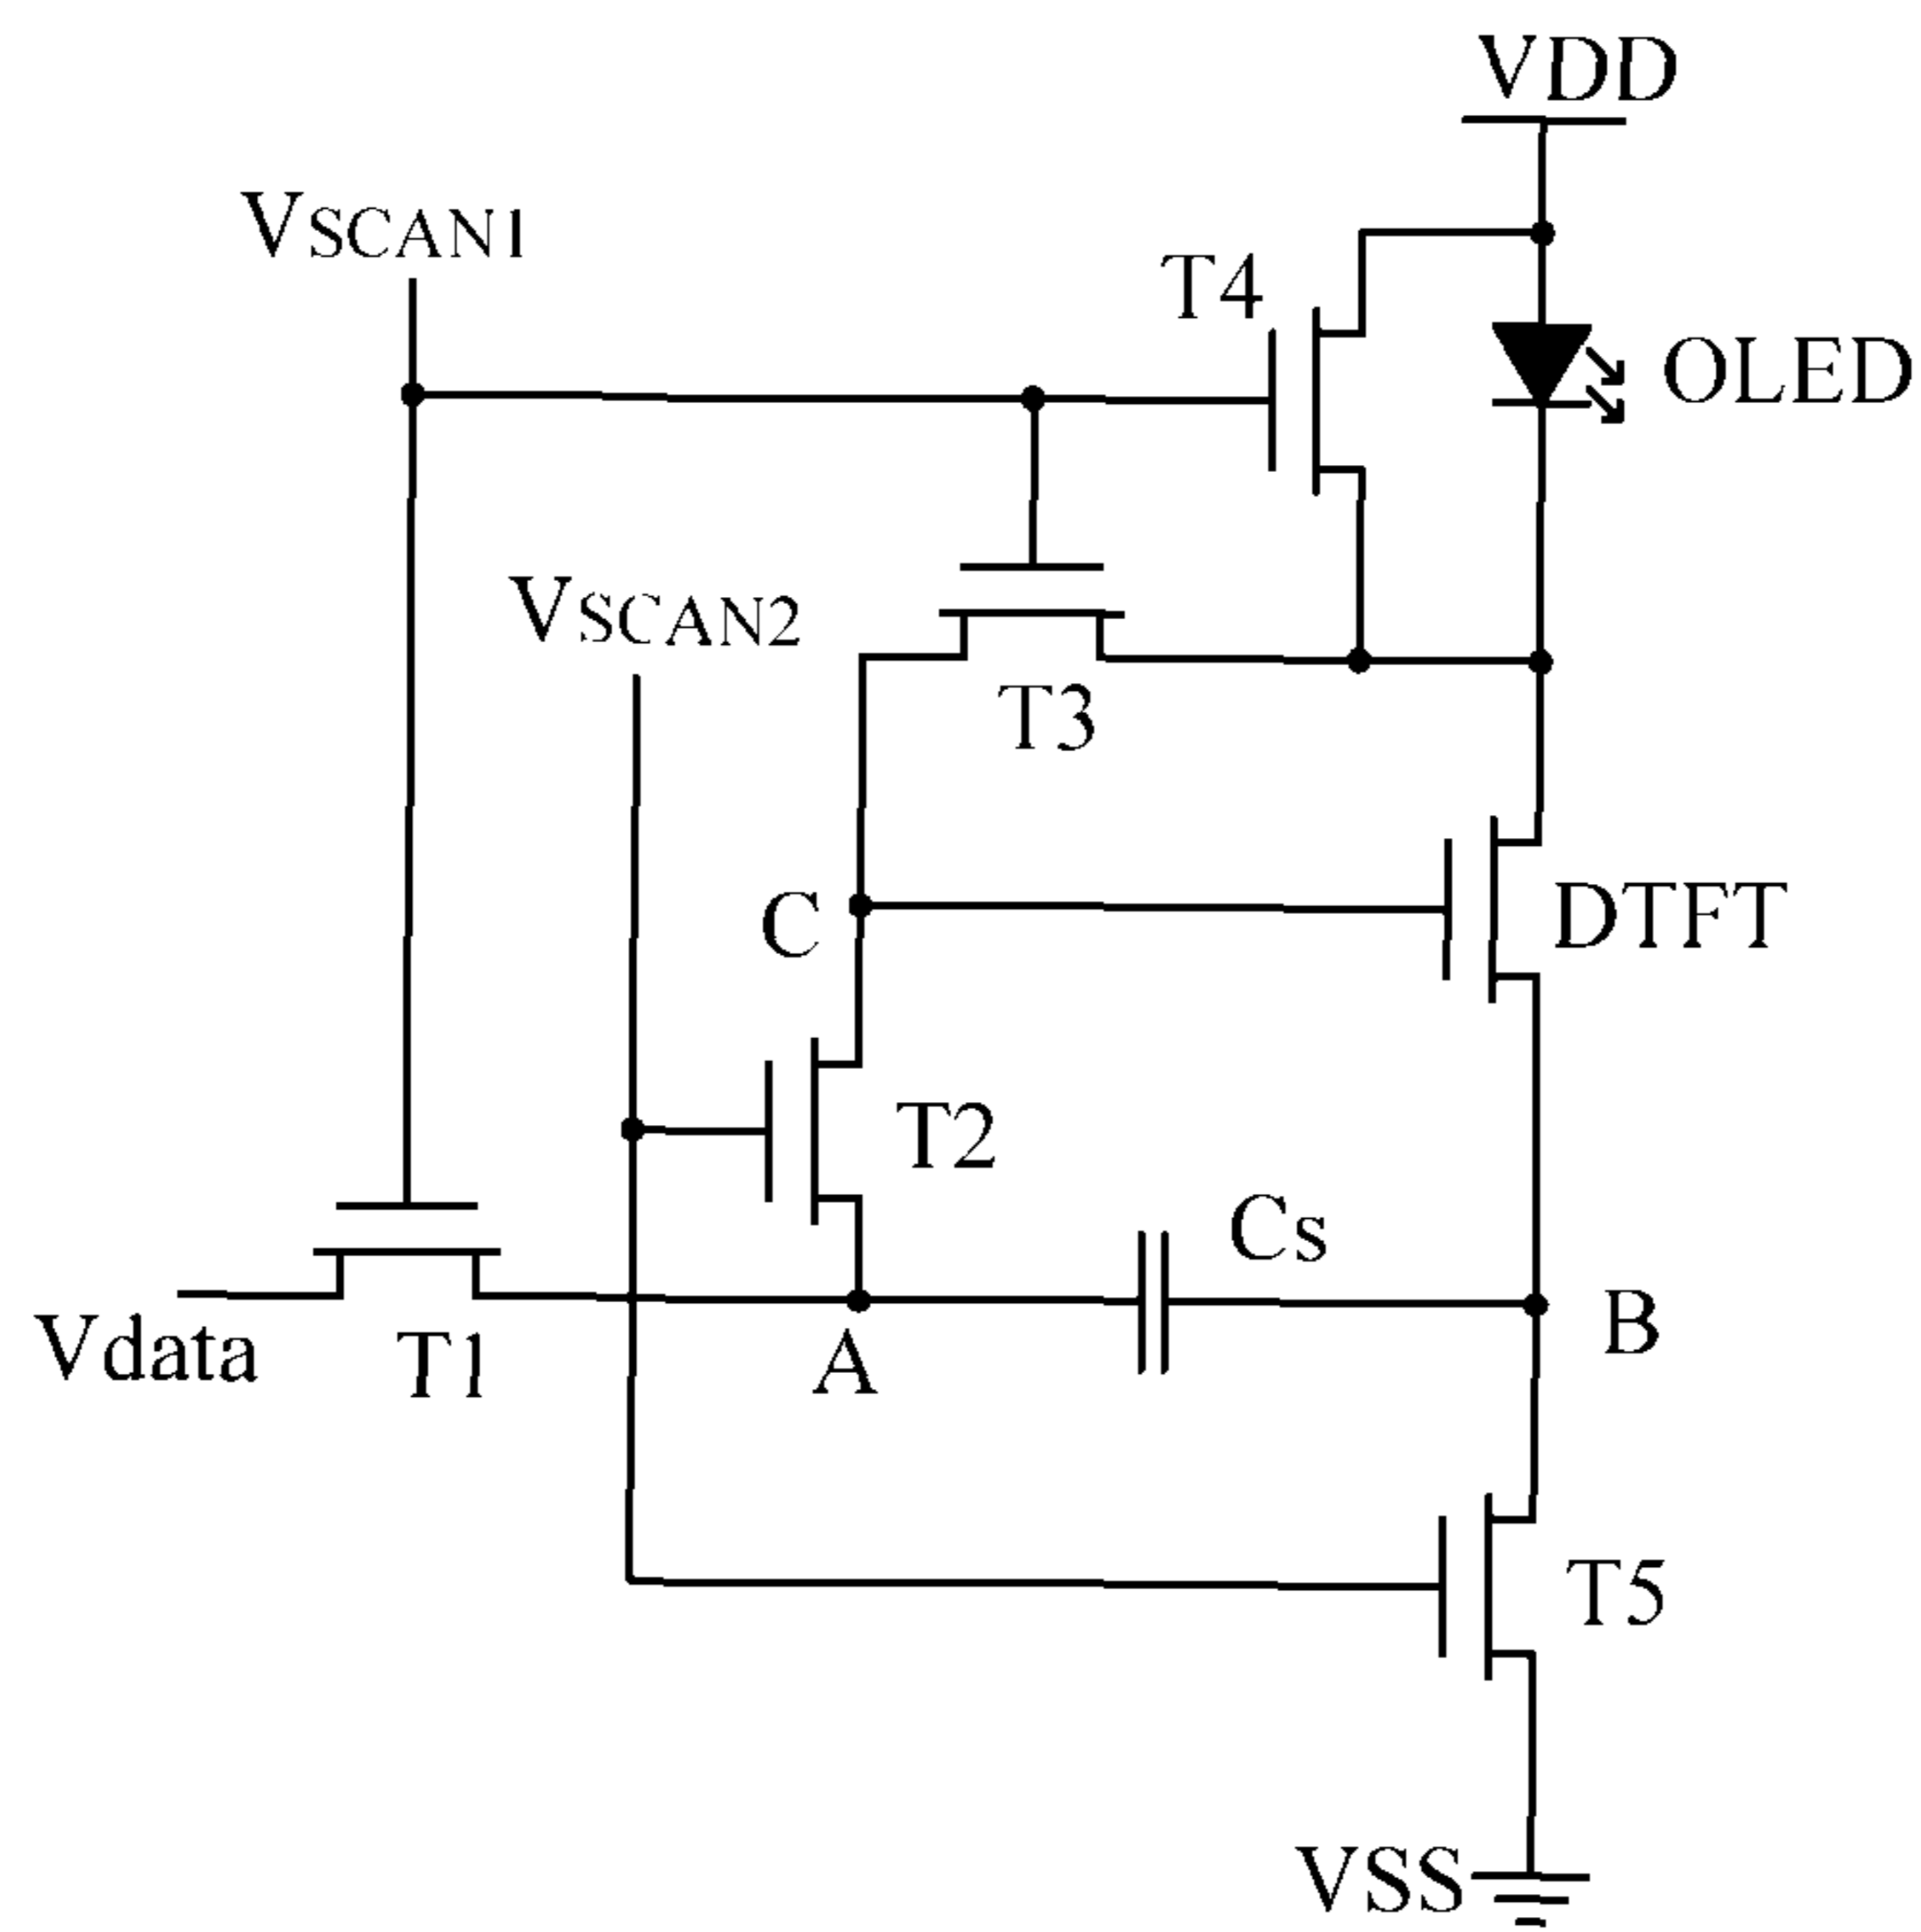 VDD
VSCAN1
T4
OLED
VSCAN2
T3
C
DTFT
T2
Cs
B
Vdata
T1
A
T5
VSS